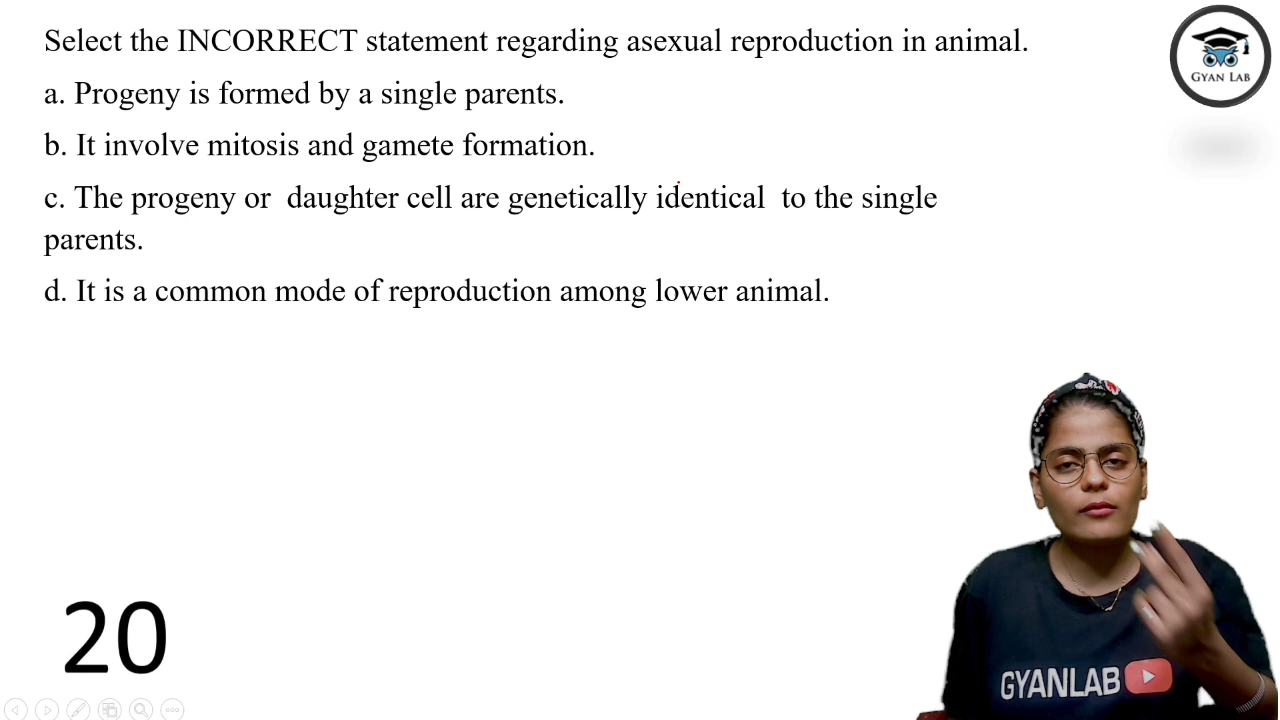 Select the INCORRECT statement regarding asexual reproduction in animal.
a. Progeny is formed by a single parents.
b. It involve mitosis and gamete formation.
c. The progeny or  daughter cell are genetically identical  to the single
parents.
d. It is a common mode of reproduction among lower animal.
GYAN LAB
20
GYANLAB